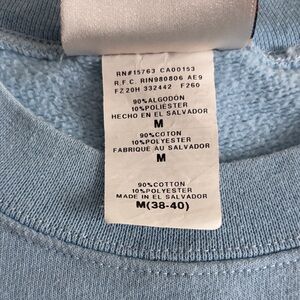 RN#15763 CA00153
R.F.C. RIN980806 AE9
FZ20H 332442 F260
90%ALGODON
10%POLIESTER
HECHO EN EL SALVADOR
M
90%COTON
10%POLYESTER
FABRIQUE AU SALVADOR
M
90%COTTON
10%POLYESTER
MADE IN EL SALVADOR
M(38-40)